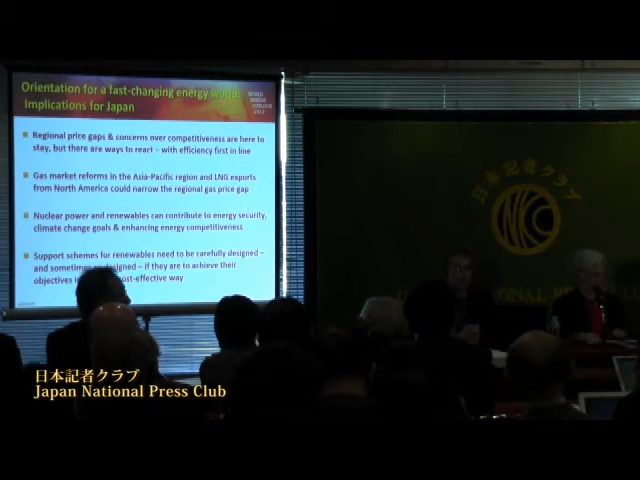 Orientation for a fast-changing energy world:
Implications for Japan
WORLD
ENERGY
OUTLOOK
Regional price gaps & concerns over competitiveness are here to
stay, but there are ways to react – with efficiency first in line
Gas market reforms in the Asia-Pacific region and LNG exports
from North America could narrow the regional gas price gap
Nuclear power and renewables can contribute to energy security,
climate change goals & enhancing energy competitiveness
Support schemes for renewables need to be carefully designed –
and sometimes redesigned – if they are to achieve their
objectives in cost-effective way
日本記者クラブ
NATIONAL PRESS
日本記者クラブ
Japan National Press Club